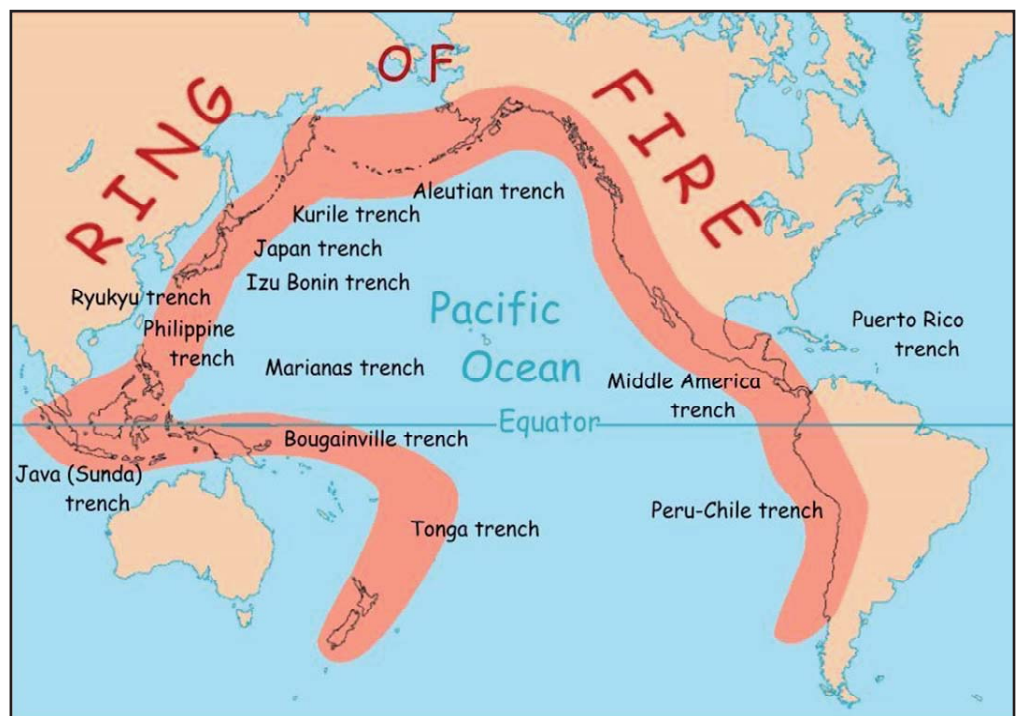 RING OF FIRE
Aleutian trench
Kurile trench
Japan trench
Izu Bonin trench
Ryukyu trench
Philippine
trench
Pacific
Ocean
Puerto Rico
trench
Marianas trench
Middle America
trench
Equator
Bougainville trench
Java (Sunda)
trench
Peru-Chile trench
Tonga trench